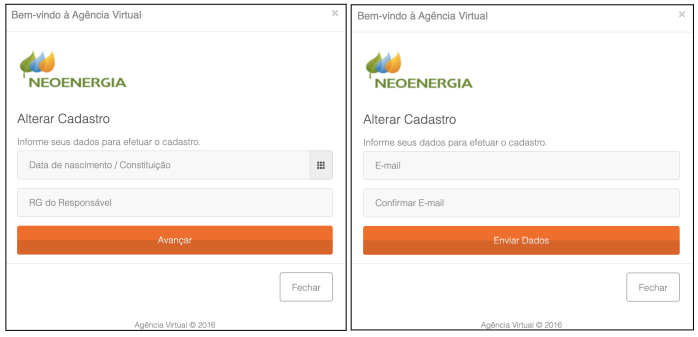 Bem-vindo à Agência Virtual ×
NEOENERGIA
Alterar Cadastro
Informe seus dados para efetuar o cadastro.
Data de nascimento / Constituição
RG do Responsável
Avançar
Fechar
Agência Virtual © 2016
Bem-vindo à Agência Virtual ×
NEOENERGIA
Alterar Cadastro
Informe seus dados para efetuar o cadastro.
E-mail
Confirmar E-mail
Enviar Dados
Fechar
Agência Virtual © 2016